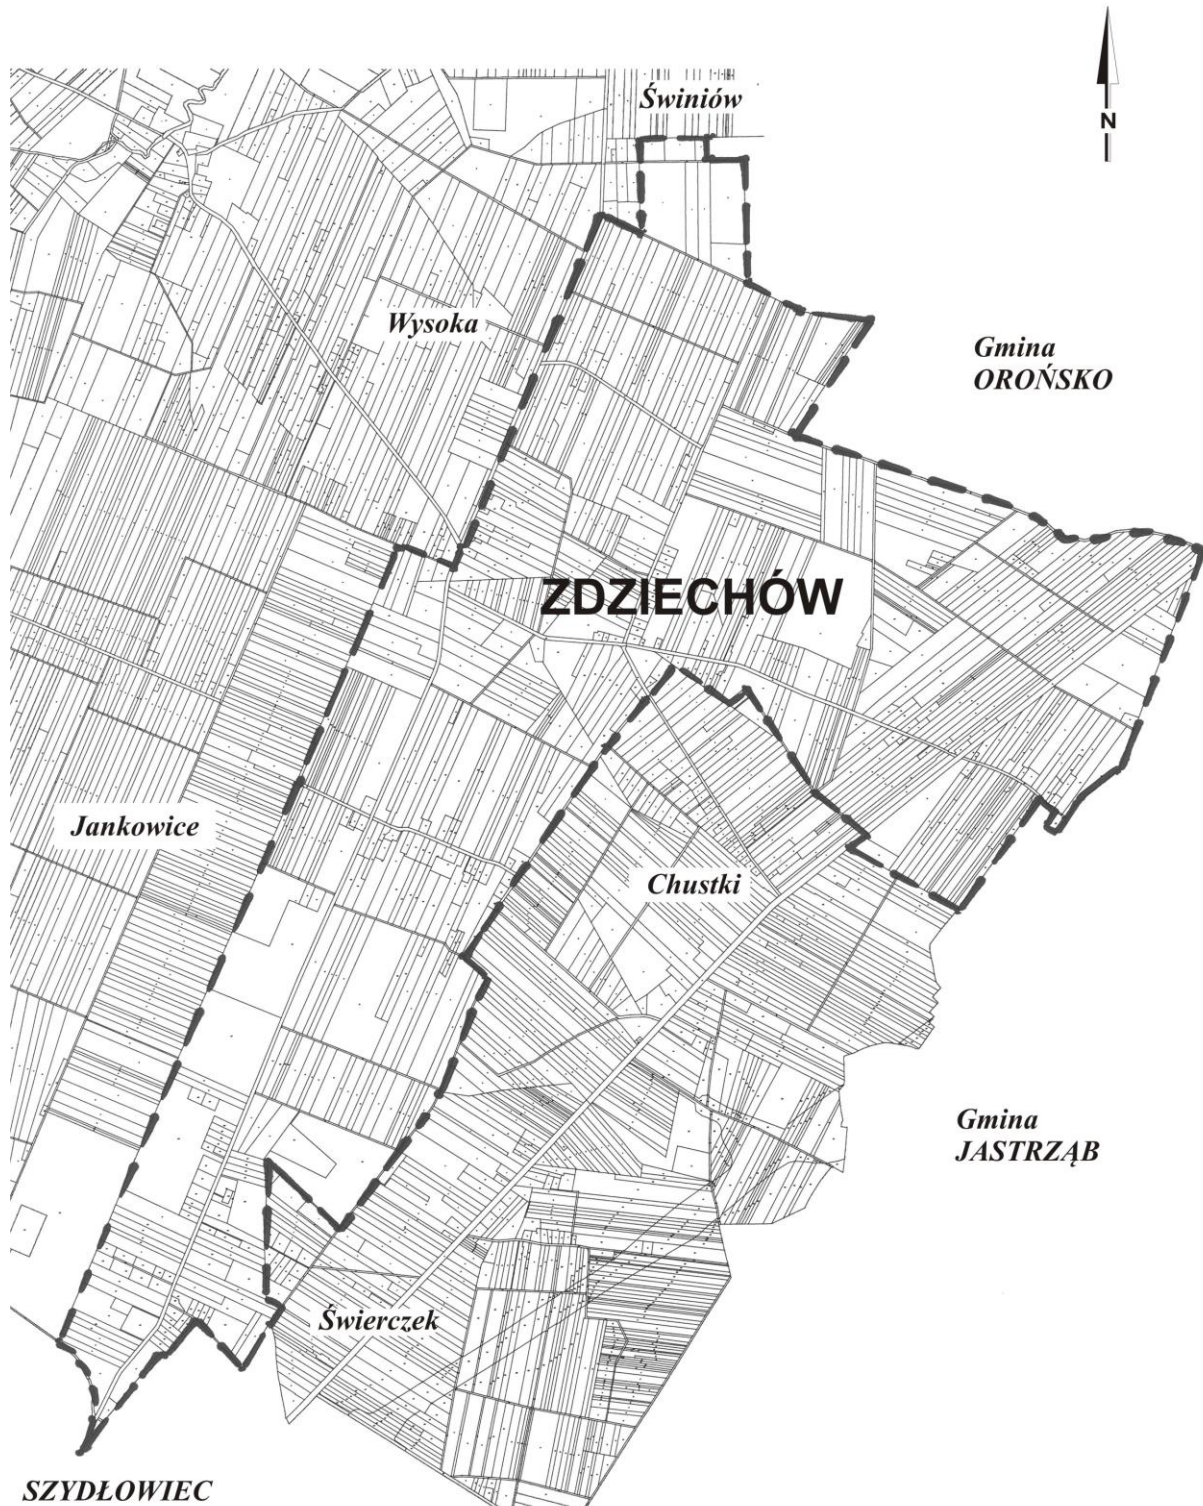 Świniów
N
Wysoka
Gmina
OROŃSKO
ZDZIECHÓW
Jankowice
Chustki
Gmina
JASTRZĄB
Świerczek
SZYDŁOWIEC